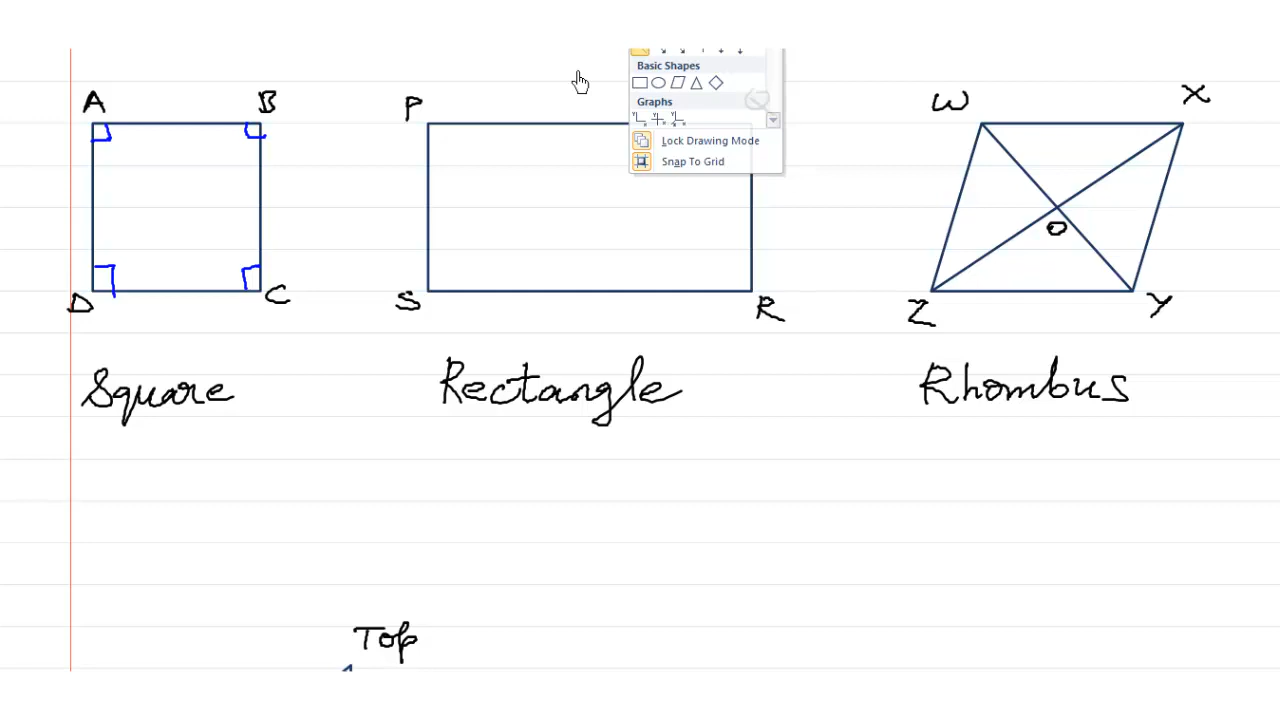 A B P W X
Basic Shapes
Graphs
Lock Drawing Mode
Snap To Grid
O
D C S R Z Y
Square Rectangle Rhombus
Top